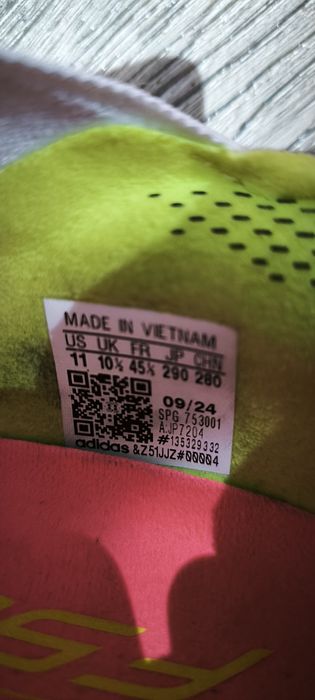 MADE IN VIETNAM
US UK FR JP CHN
11 10½ 45⅓ 290 280
09/24
SPG 753001
A.JP7204
#135329332
adidas &Z51JJZ#00004